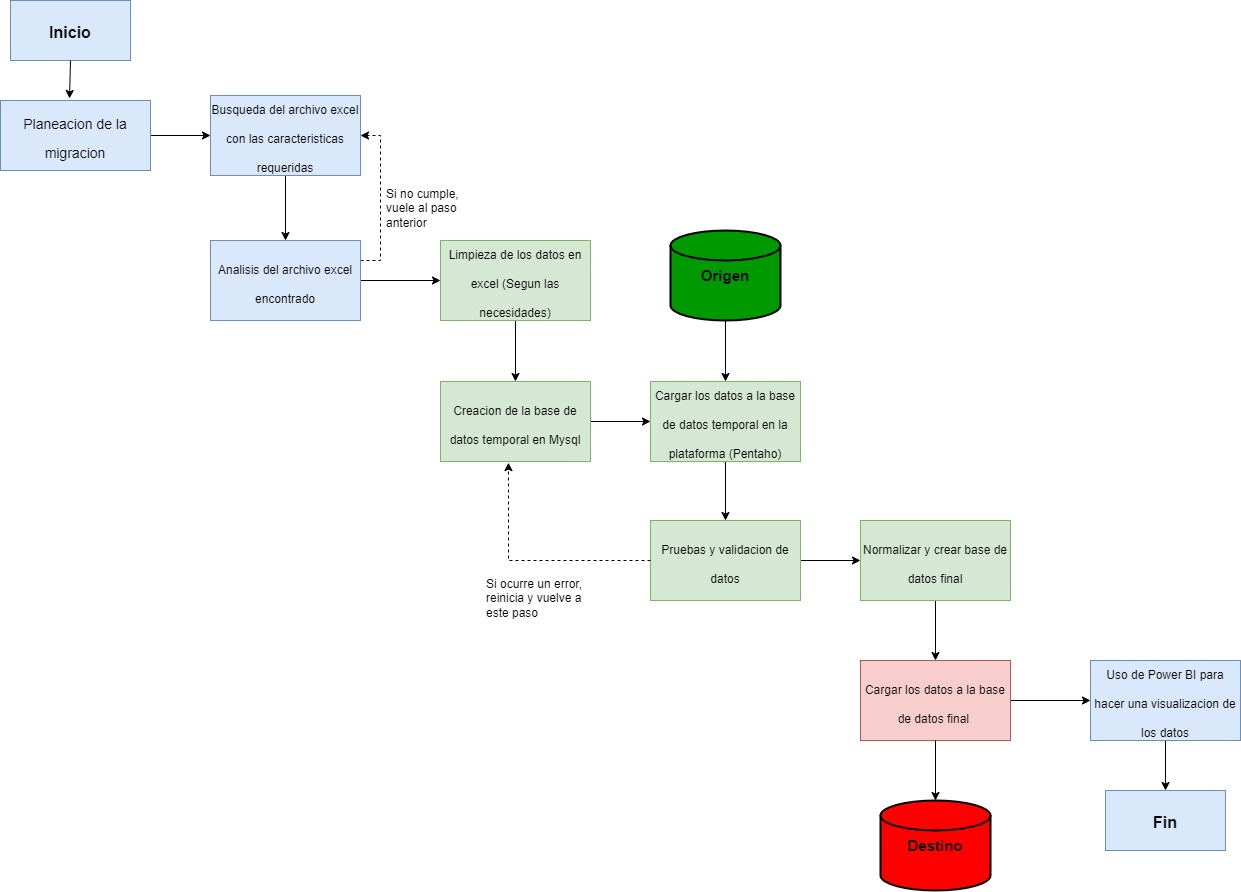 Inicio
Planeacion de la
migracion
Busqueda del archivo excel
con las caracteristicas
requeridas
Si no cumple,
vuele al paso
anterior
Analisis del archivo excel
encontrado
Limpieza de los datos en
excel (Segun las
necesidades)
Origen
Creacion de la base de
datos temporal en Mysql
Cargar los datos a la base
de datos temporal en la
plataforma (Pentaho)
Pruebas y validacion de
datos
Si ocurre un error,
reinicia y vuelve a
este paso
Normalizar y crear base de
datos final
Cargar los datos a la base
de datos final
Uso de Power BI para
hacer una visualizacion de
los datos
Destino
Fin